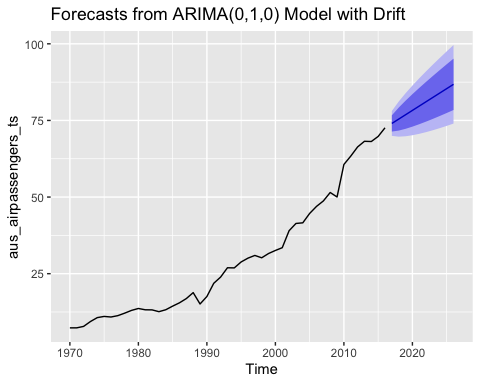 Forecasts from ARIMA(0,1,0) Model with Drift
100
75
50
25
aus_airpassengers_ts
1970 1980 1990 2000 2010 2020
Time